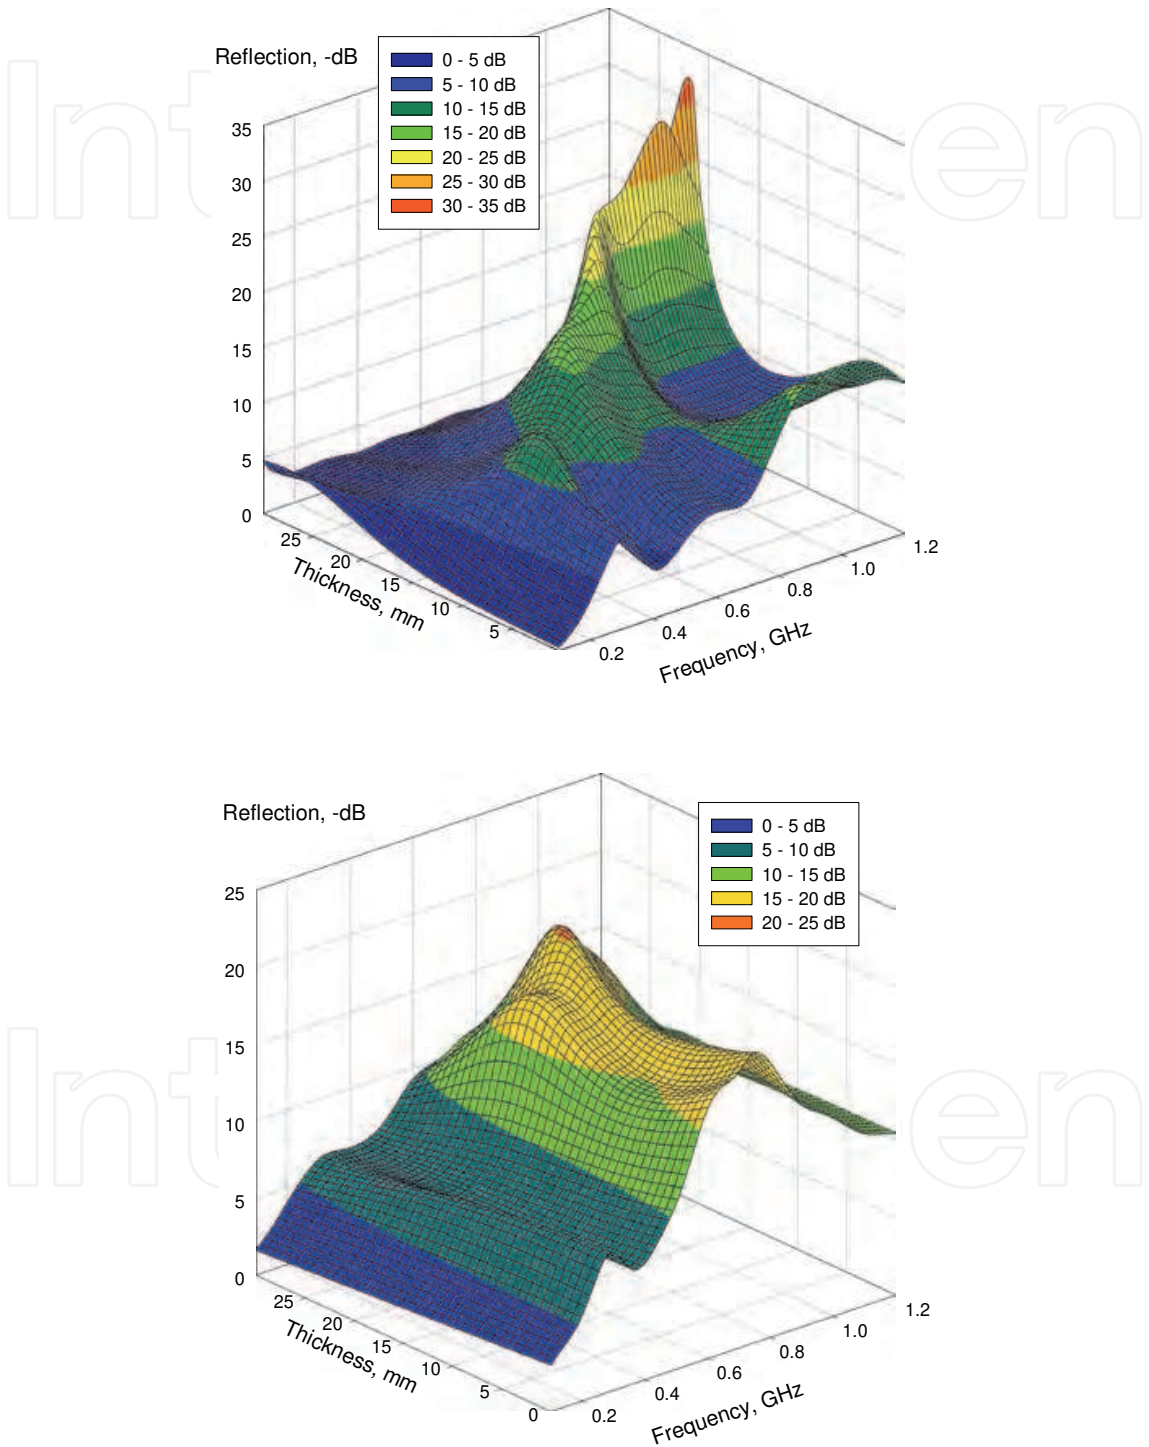 Reflection, -dB
0 - 5 dB
5 - 10 dB
10 - 15 dB
15 - 20 dB
20 - 25 dB
25 - 30 dB
30 - 35 dB
35
30
25
20
15
10
5
0
25
20
15
10
5
Thickness, mm
0.2
0.4
0.6
0.8
1.0
1.2
Frequency, GHz
Reflection, -dB
0 - 5 dB
5 - 10 dB
10 - 15 dB
15 - 20 dB
20 - 25 dB
25
20
15
10
5
0
25
20
15
10
5
0
Thickness, mm
0.2
0.4
0.6
0.8
1.0
1.2
Frequency, GHz
Int
en
Int
en